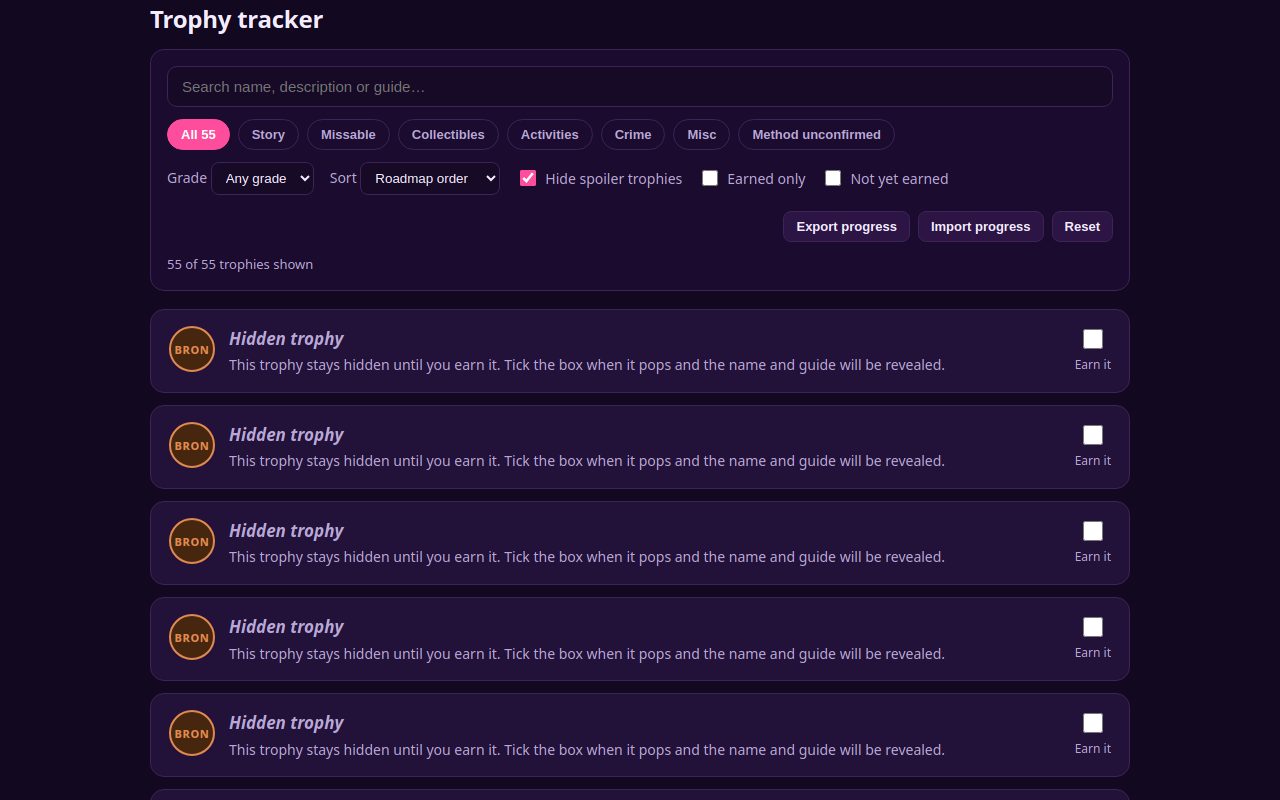 Trophy tracker
Search name, description or guide…
All 55 Story Missable Collectibles Activities Crime Misc Method unconfirmed
Grade Any grade Sort Roadmap order Hide spoiler trophies Earned only Not yet earned
Export progress Import progress Reset
55 of 55 trophies shown
BRON Hidden trophy
This trophy stays hidden until you earn it. Tick the box when it pops and the name and guide will be revealed. Earn it
BRON Hidden trophy
This trophy stays hidden until you earn it. Tick the box when it pops and the name and guide will be revealed. Earn it
BRON Hidden trophy
This trophy stays hidden until you earn it. Tick the box when it pops and the name and guide will be revealed. Earn it
BRON Hidden trophy
This trophy stays hidden until you earn it. Tick the box when it pops and the name and guide will be revealed. Earn it
BRON Hidden trophy
This trophy stays hidden until you earn it. Tick the box when it pops and the name and guide will be revealed. Earn it